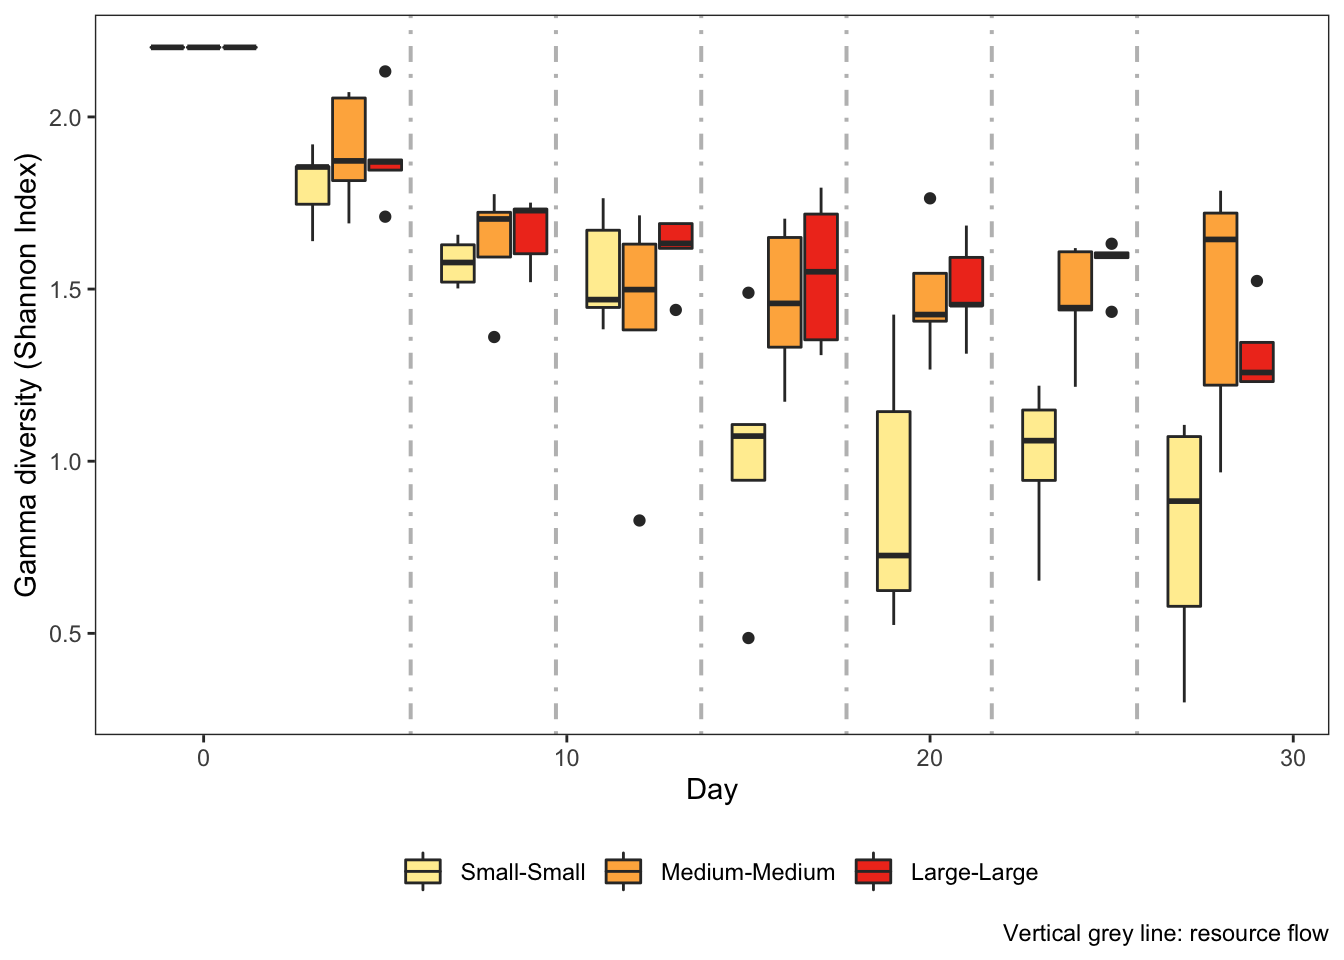 Gamma diversity (Shannon Index)
2.0
1.5
1.0
0.5
0 10 20 30
Day
Small-Small Medium-Medium Large-Large
Vertical grey line: resource flow